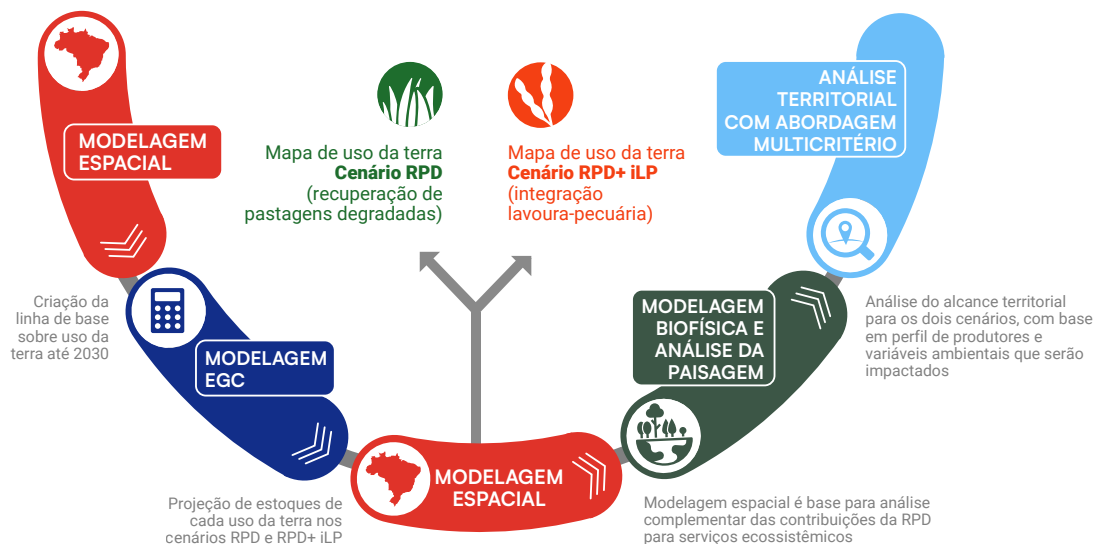 MODELAGEM
ESPACIAL
Criação da
linha de base
sobre uso da
terra até 2030
MODELAGEM
EGC
Projeção de estoques de
cada uso da terra nos
cenários RPD e RPD+ iLP
MODELAGEM
ESPACIAL
Mapa de uso da terra
Cenário RPD
(recuperação de
pastagens degradadas)
Mapa de uso da terra
Cenário RPD+ iLP
(integração
lavoura-pecuária)
MODELAGEM
BIOFÍSICA E
ANÁLISE DA
PAISAGEM
Modelagem espacial é base para análise
complementar das contribuições da RPD
para serviços ecossistêmicos
ANÁLISE
TERRITORIAL
COM ABORDAGEM
MULTICRITÉRIO
Análise do alcance territorial
para os dois cenários, com base
em perfil de produtores e
variáveis ambientais que serão
impactados